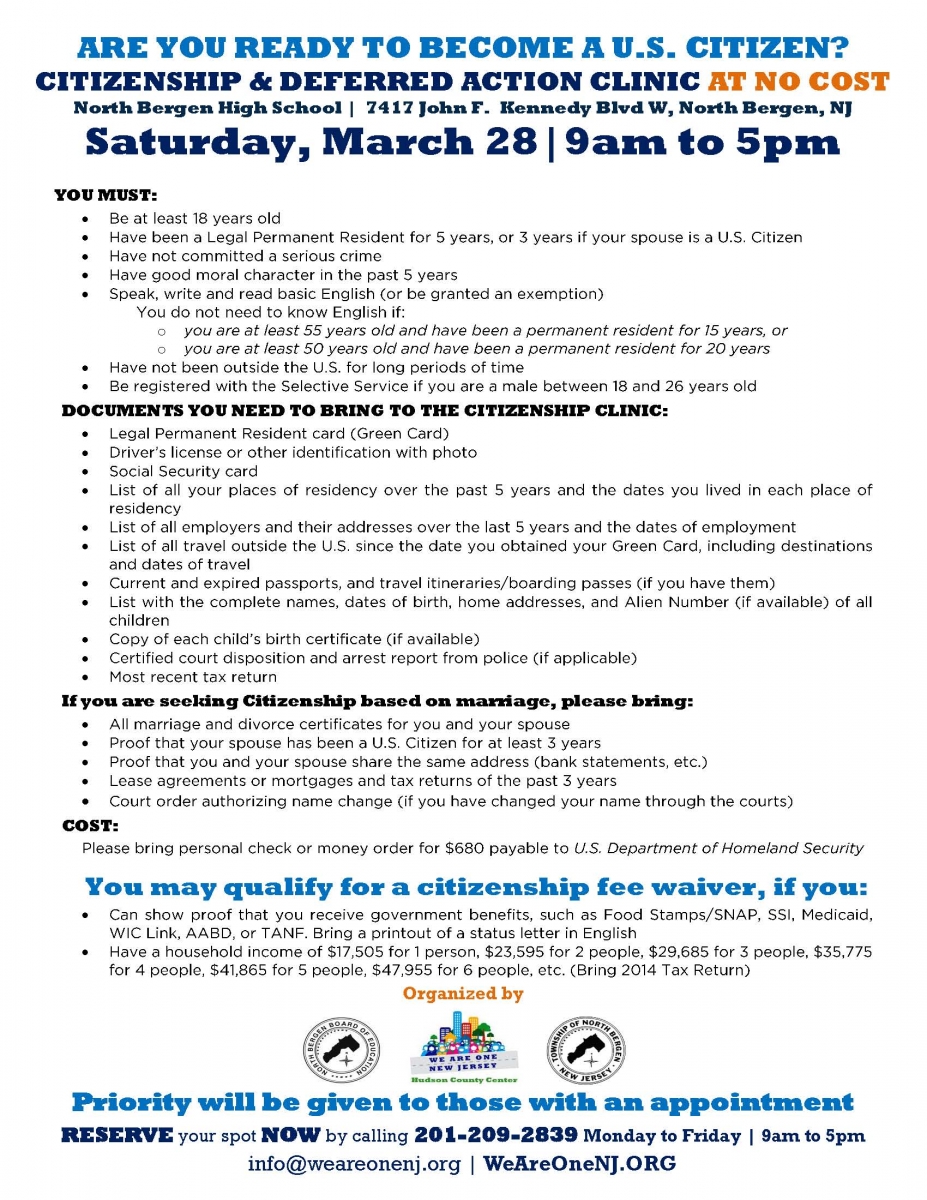 ARE YOU READY TO BECOME A U.S. CITIZEN?
CITIZENSHIP & DEFERRED ACTION CLINIC AT NO COST
North Bergen High School | 7417 John F. Kennedy Blvd W, North Bergen, NJ
Saturday, March 28|9am to 5pm
YOU MUST:
• Be at least 18 years old
• Have been a Legal Permanent Resident for 5 years, or 3 years if your spouse is a U.S. Citizen
• Have not committed a serious crime
• Have good moral character in the past 5 years
• Speak, write and read basic English (or be granted an exemption)
You do not need to know English if:
o you are at least 55 years old and have been a permanent resident for 15 years, or
o you are at least 50 years old and have been a permanent resident for 20 years
• Have not been outside the U.S. for long periods of time
• Be registered with the Selective Service if you are a male between 18 and 26 years old
DOCUMENTS YOU NEED TO BRING TO THE CITIZENSHIP CLINIC:
• Legal Permanent Resident card (Green Card)
• Driver's license or other identification with photo
• Social Security card
• List of all your places of residency over the past 5 years and the dates you lived in each place of
residency
• List of all employers and their addresses over the last 5 years and the dates of employment
• List of all travel outside the U.S. since the date you obtained your Green Card, including destinations
and dates of travel
• Current and expired passports, and travel itineraries/boarding passes (if you have them)
• List with the complete names, dates of birth, home addresses, and Alien Number (if available) of all
children
• Copy of each child's birth certificate (if available)
• Certified court disposition and arrest report from police (if applicable)
• Most recent tax return
If you are seeking Citizenship based on marriage, please bring:
• All marriage and divorce certificates for you and your spouse
• Proof that your spouse has been a U.S. Citizen for at least 3 years
• Proof that you and your spouse share the same address (bank statements, etc.)
• Lease agreements or mortgages and tax returns of the past 3 years
• Court order authorizing name change (if you have changed your name through the courts)
COST:
Please bring personal check or money order for $680 payable to U.S. Department of Homeland Security
You may qualify for a citizenship fee waiver, if you:
• Can show proof that you receive government benefits, such as Food Stamps/SNAP, SSI, Medicaid,
WIC Link, AABD, or TANF. Bring a printout of a status letter in English
• Have a household income of $17,505 for 1 person, $23,595 for 2 people, $29,685 for 3 people, $35,775
for 4 people, $41,865 for 5 people, $47,955 for 6 people, etc. (Bring 2014 Tax Return)
Organized by
NORTH BERGEN BOARD OF EDUCATION
WE ARE ONE
NEW JERSEY
Hudson County Center
TOWNSHIP OF NORTH BERGEN
NEW JERSEY
Priority will be given to those with an appointment
RESERVE your spot NOW by calling 201-209-2839 Monday to Friday | 9am to 5pm
info@weareonenj.org | WeAreOneNJ.ORG